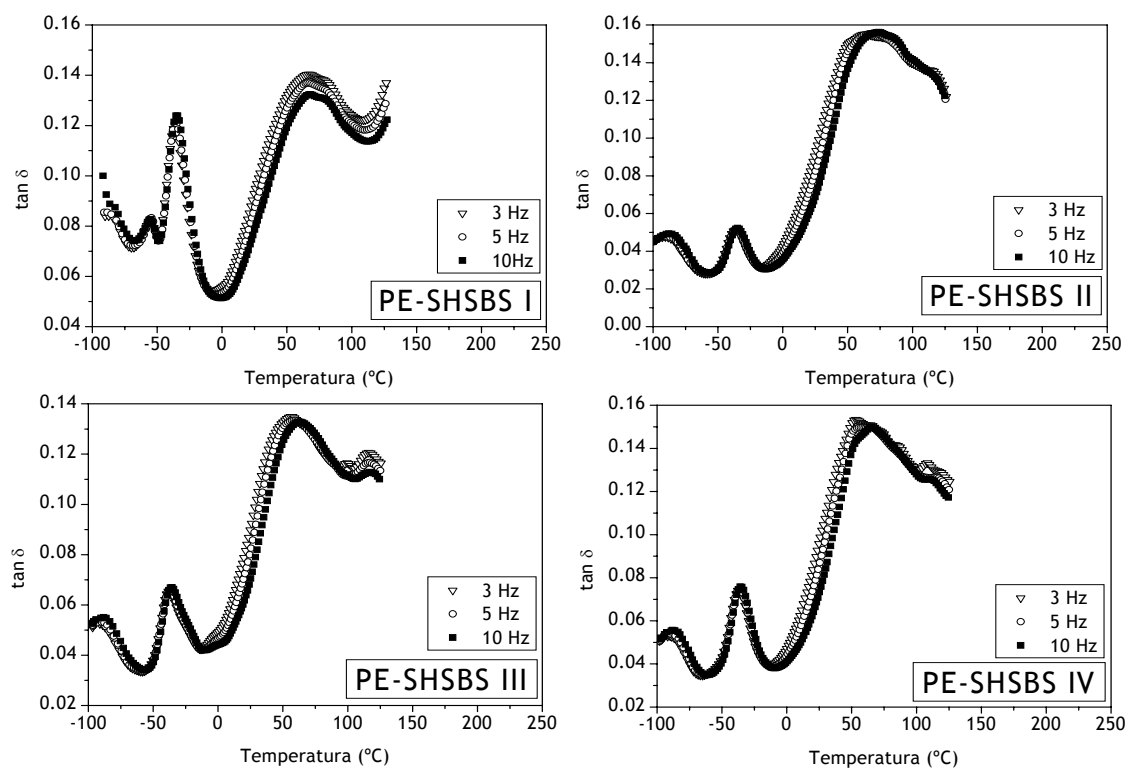 0.16
0.14
0.12
0.10
0.08
0.06
0.04
tan δ
3 Hz
5 Hz
10Hz
PE-SHSBS I
-100 -50 0 50 100 150 200 250
Temperatura (ºC)
0.16
0.14
0.12
0.10
0.08
0.06
0.04
0.02
0.00
tan δ
3 Hz
5 Hz
10 Hz
PE-SHSBS II
-100 -50 0 50 100 150 200 250
Temperatura (ºC)
0.14
0.12
0.10
0.08
0.06
0.04
0.02
tan δ
3 Hz
5 Hz
10 Hz
PE-SHSBS III
-100 -50 0 50 100 150 200 250
Temperatura (ºC)
0.16
0.14
0.12
0.10
0.08
0.06
0.04
0.02
tan δ
3 Hz
5 Hz
10 Hz
PE-SHSBS IV
-100 -50 0 50 100 150 200 250
Temperatura (ºC)